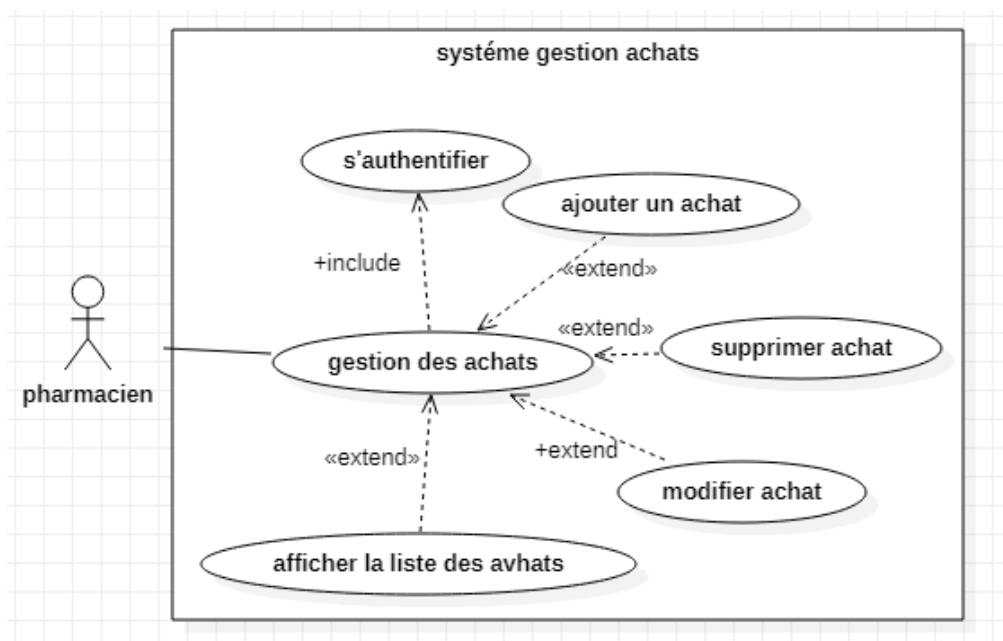 systéme gestion achats
s'authentifier
ajouter un achat
+include
«extend»
«extend»
supprimer achat
gestion des achats
pharmacien
+extend
«extend»
modifier achat
afficher la liste des avhats